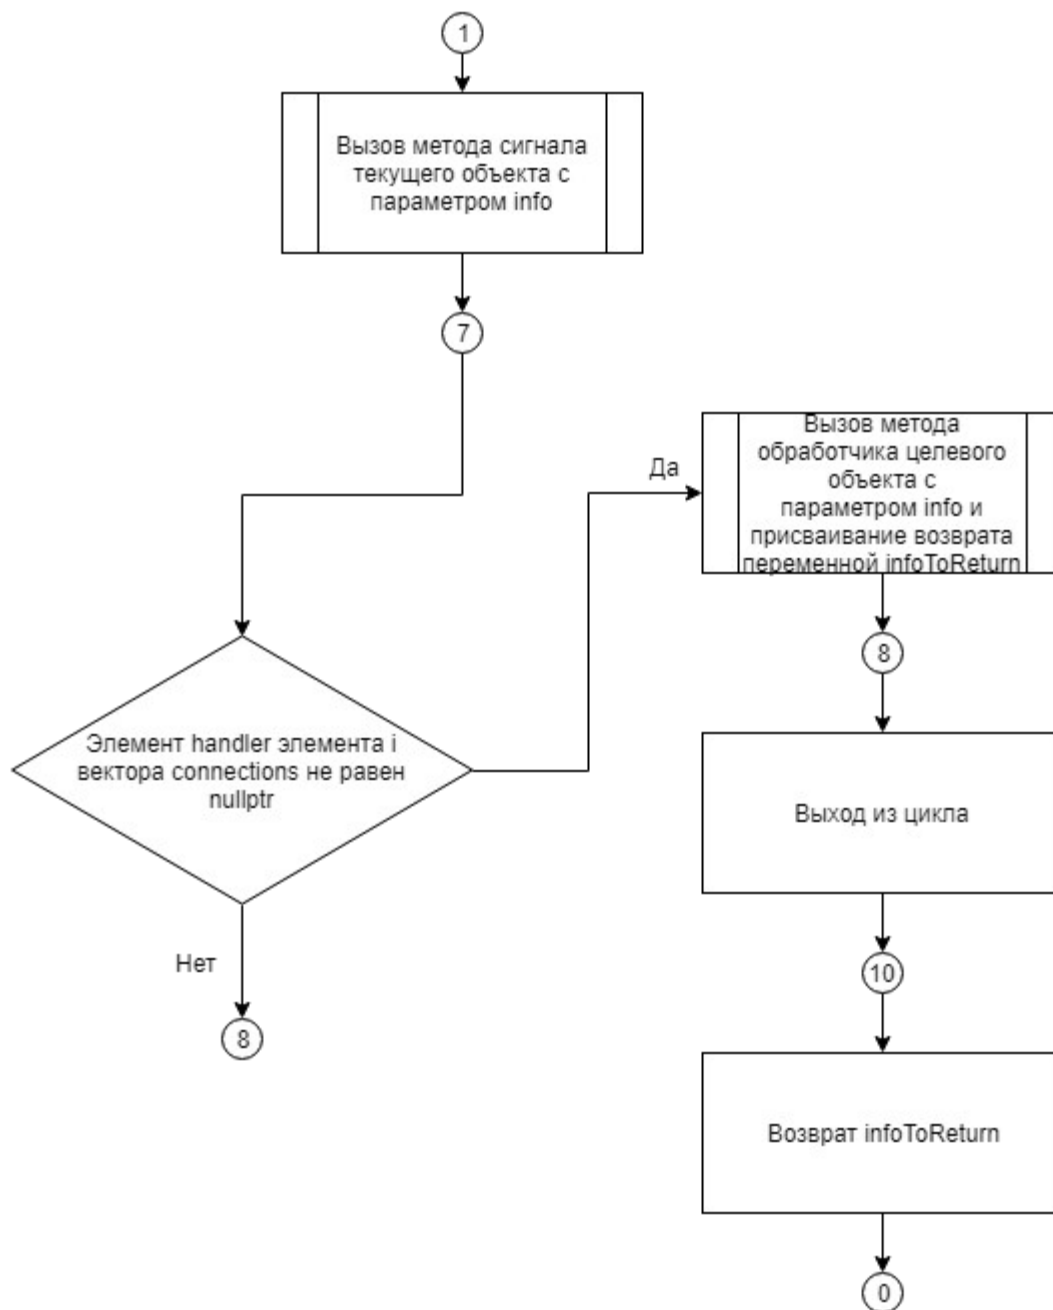 1
Вызов метода сигнала
текущего объекта с
параметром info
7
Да
Вызов метода
обработчика целевого
объекта с
параметром info и
присваивание возврата
переменной infoToReturn
8
Элемент handler элемента i
вектора connections не равен
nullptr
Выход из цикла
Нет
10
8
Возврат infoToReturn
0